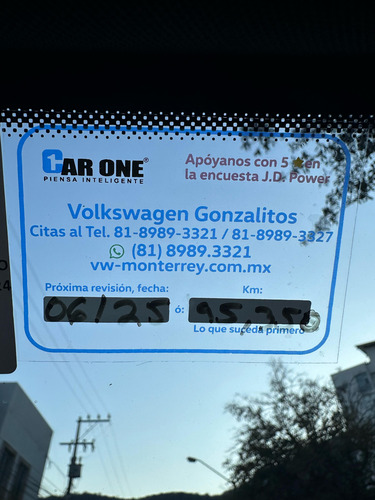 CAR ONE®
PIENSA INTELIGENTE
Apóyanos con 5 ★ en
la encuesta J.D. Power
Volkswagen Gonzalitos
Citas al Tel. 81-8989-3321 / 81-8989-3327
(81) 8989.3321
vw-monterrey.com.mx
Próxima revisión, fecha: Km:
06/25 ó: 95,250
Lo que suceda primero